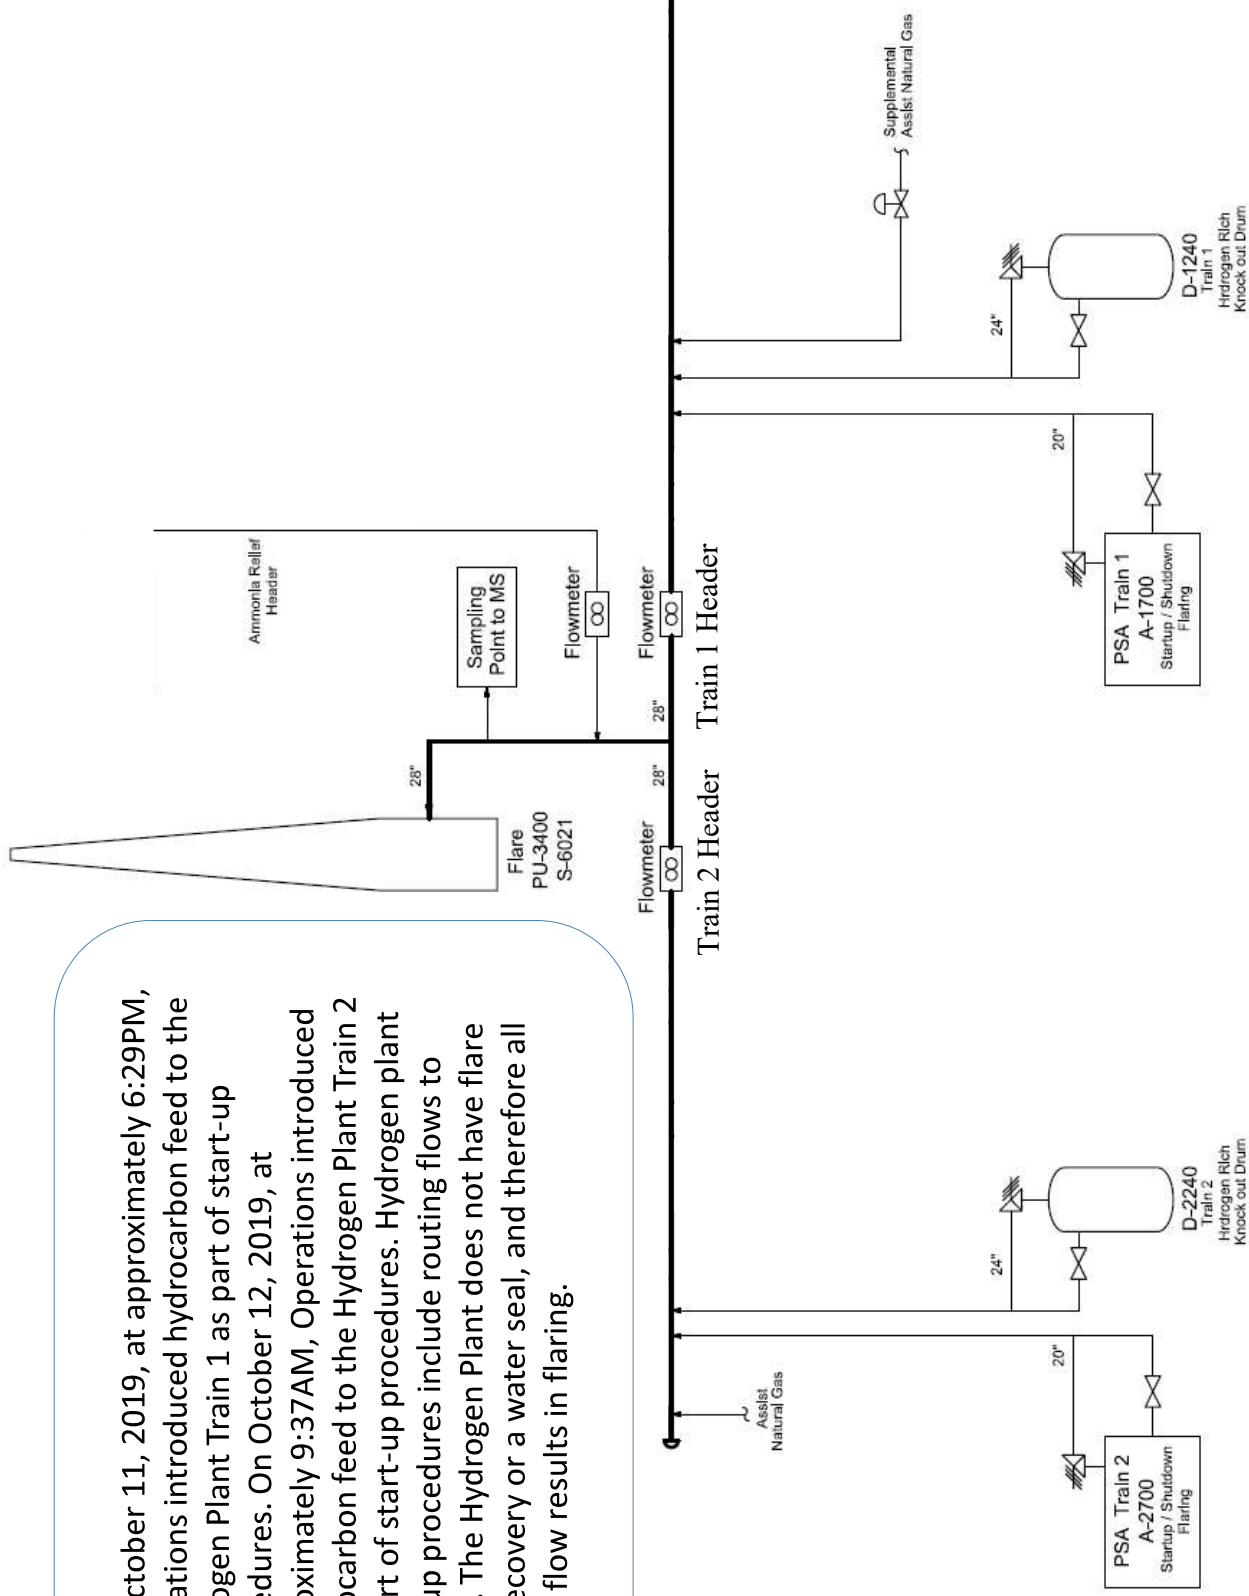 ctober 11, 2019, at approximately 6:29PM,
ations introduced hydrocarbon feed to the
ogen Plant Train 1 as part of start-up
edures. On October 12, 2019, at
oximately 9:37AM, Operations introduced
ocarbon feed to the Hydrogen Plant Train 2
rt of start-up procedures. Hydrogen plant
up procedures include routing flows to
. The Hydrogen Plant does not have flare
ecovery or a water seal, and therefore all
flow results in flaring.
Flare
PU-3400
S-6021
28"
Ammonia Relief
Header
Sampling
Point to MS
Flowmeter
Flowmeter
28"
Train 1 Header
Flowmeter
28"
Train 2 Header
Supplemental
Assist Natural Gas
Assist
Natural Gas
24"
D-2240
Train 2
Hrdrogen Rich
Knock out Drum
20"
PSA Train 2
A-2700
Startup / Shutdown
Flaring
20"
PSA Train 1
A-1700
Startup / Shutdown
Flaring
24"
D-1240
Train 1
Hrdrogen Rich
Knock out Drum